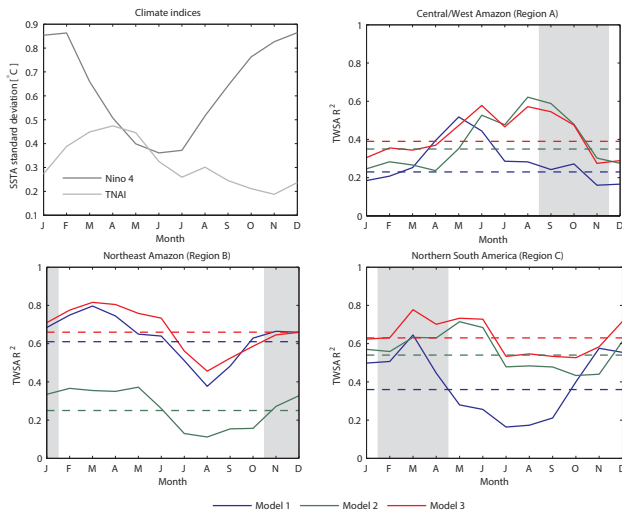 Climate indices
SSTA standard deviation [°C]
0.9
0.8
0.7
0.6
0.5
0.4
0.3
0.2
0.1
Nino 4
TNAI
J F M A M J J A S O N D
Month
Central/West Amazon (Region A)
TWSA R²
1
0.8
0.6
0.4
0.2
0
J F M A M J J A S O N D
Month
Northeast Amazon (Region B)
TWSA R²
1
0.8
0.6
0.4
0.2
0
J F M A M J J A S O N D
Month
Northern South America (Region C)
TWSA R²
1
0.8
0.6
0.4
0.2
0
J F M A M J J A S O N D
Month
Model 1 Model 2 Model 3